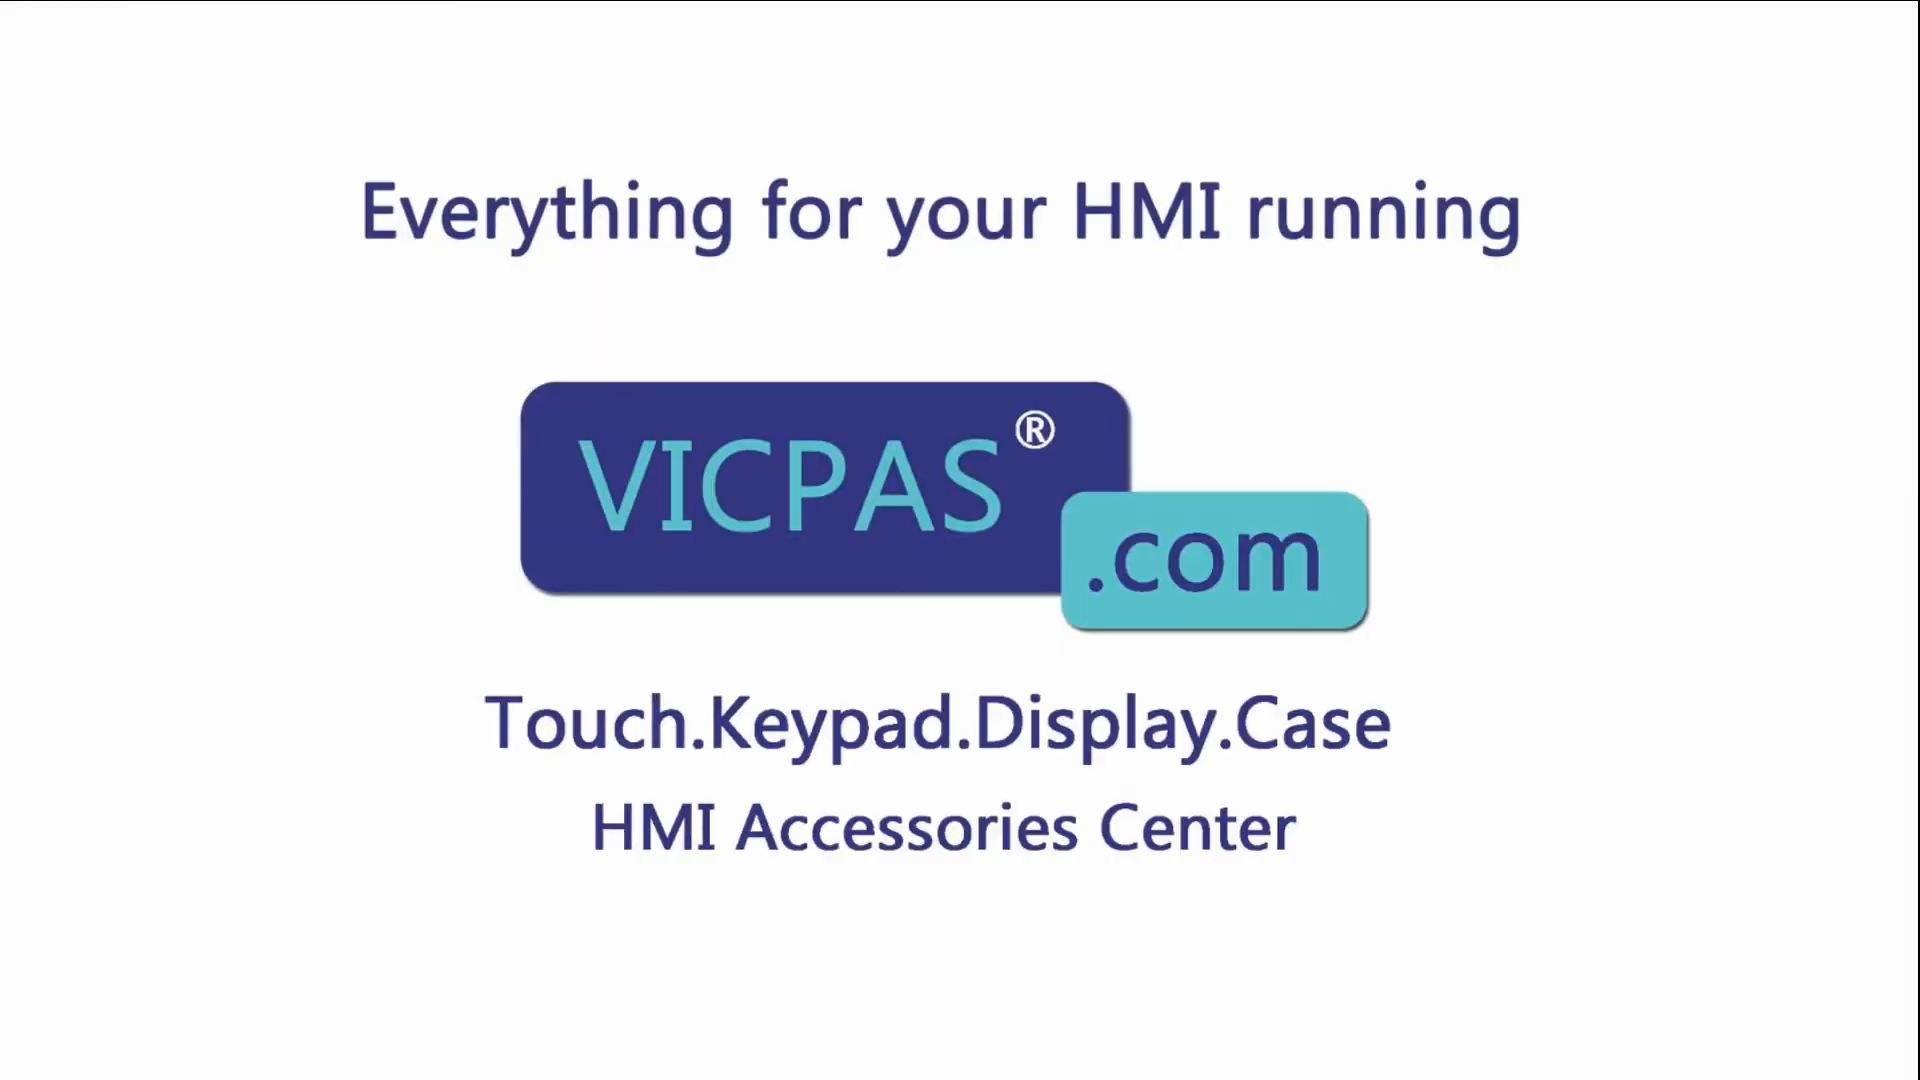 Everything for your HMI running
VICPAS®
.com
Touch.Keypad.Display.Case
HMI Accessories Center